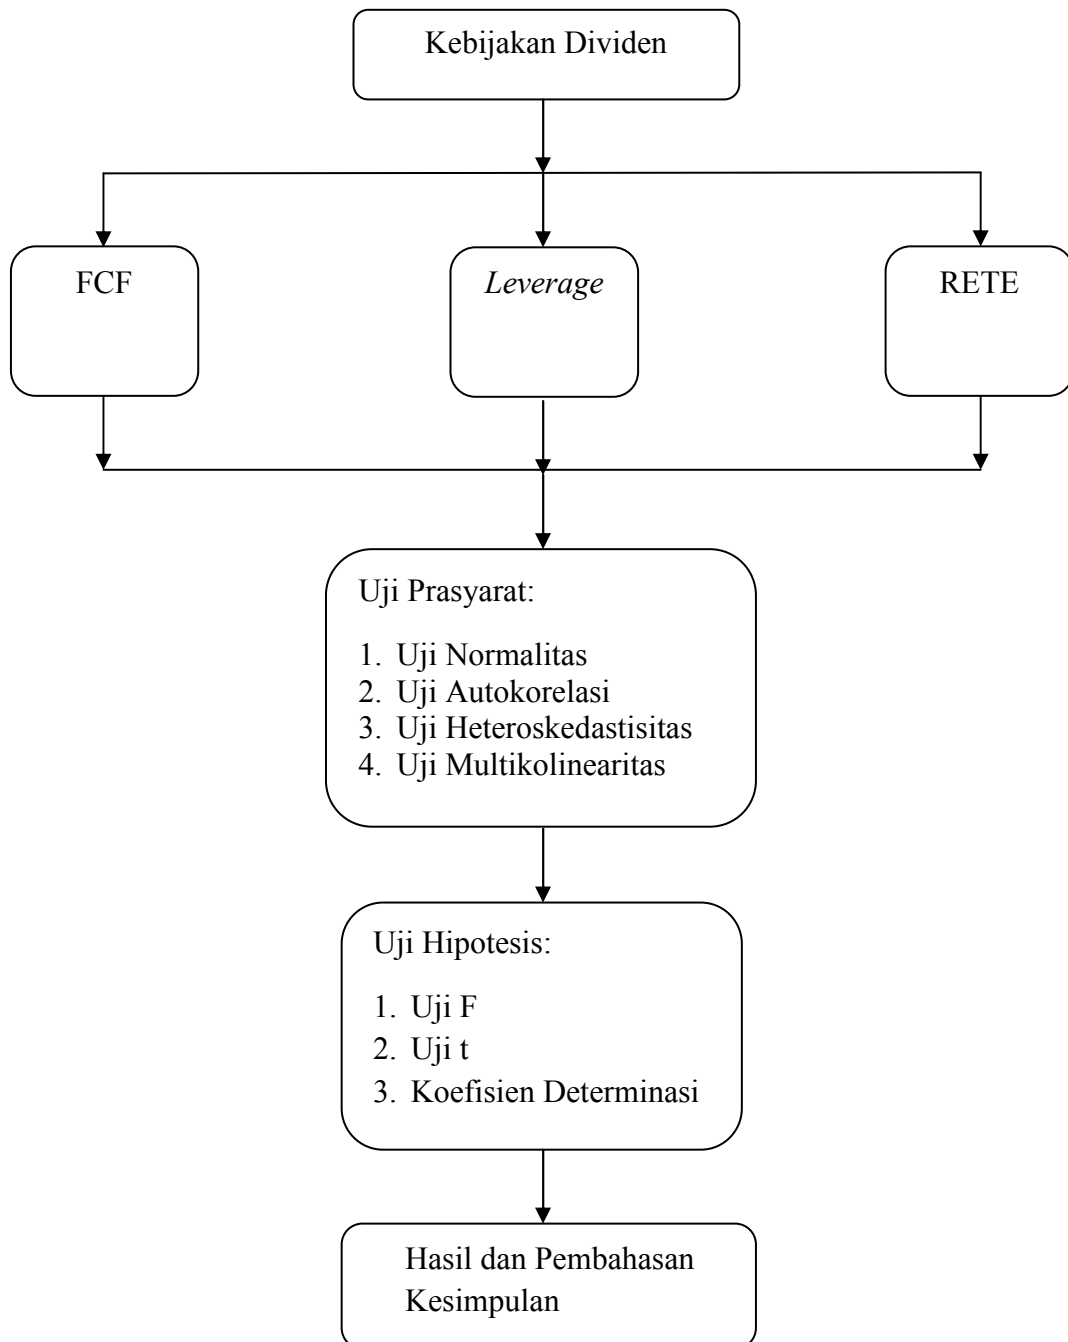 Kebijakan Dividen
FCF
Leverage
RETE
Uji Prasyarat:
1. Uji Normalitas
2. Uji Autokorelasi
3. Uji Heteroskedastisitas
4. Uji Multikolinearitas
Uji Hipotesis:
1. Uji F
2. Uji t
3. Koefisien Determinasi
Hasil dan Pembahasan
Kesimpulan